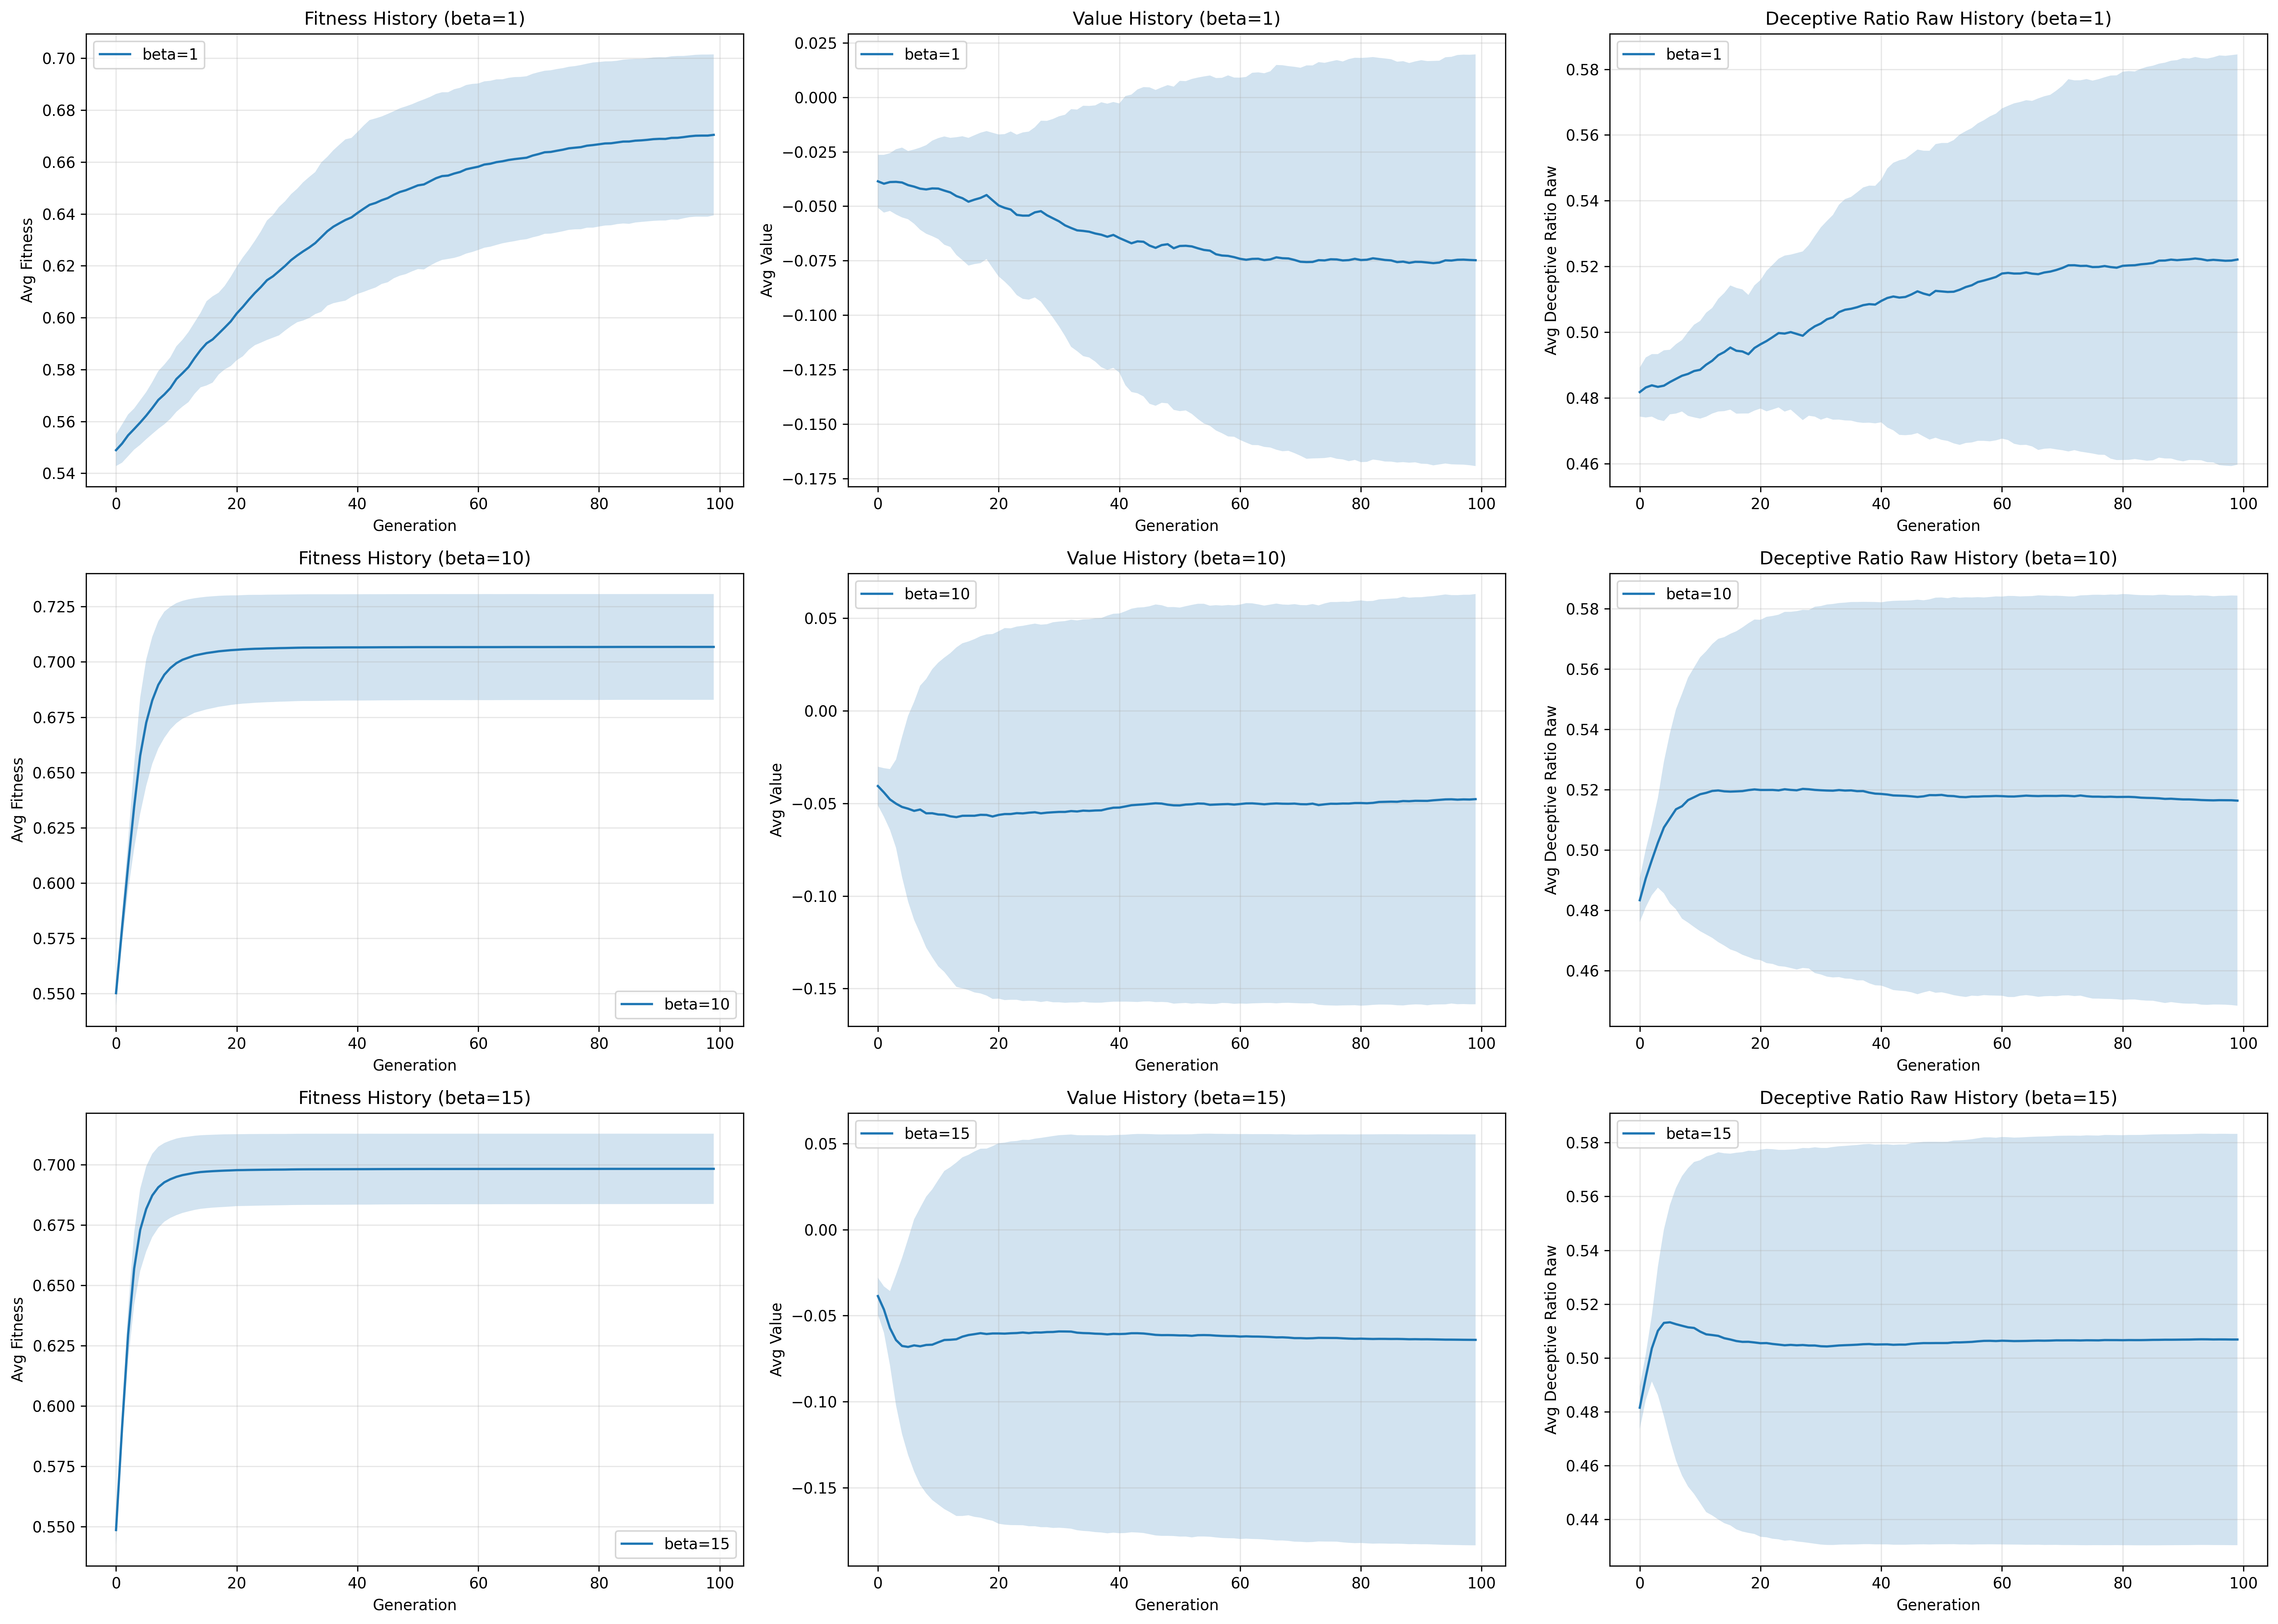 Fitness History (beta=1)
beta=1
0.70
0.68
0.66
0.64
0.62
0.60
0.58
0.56
0.54
Avg Fitness
0 20 40 60 80 100
Generation
Value History (beta=1)
beta=1
0.025
0.000
−0.025
−0.050
−0.075
−0.100
−0.125
−0.150
−0.175
Avg Value
0 20 40 60 80 100
Generation
Deceptive Ratio Raw History (beta=1)
beta=1
0.58
0.56
0.54
0.52
0.50
0.48
0.46
Avg Deceptive Ratio Raw
0 20 40 60 80 100
Generation
Fitness History (beta=10)
0.725
0.700
0.675
0.650
0.625
0.600
0.575
0.550
Avg Fitness
beta=10
0 20 40 60 80 100
Generation
Value History (beta=10)
beta=10
0.05
0.00
−0.05
−0.10
−0.15
Avg Value
0 20 40 60 80 100
Generation
Deceptive Ratio Raw History (beta=10)
beta=10
0.58
0.56
0.54
0.52
0.50
0.48
0.46
Avg Deceptive Ratio Raw
0 20 40 60 80 100
Generation
Fitness History (beta=15)
0.700
0.675
0.650
0.625
0.600
0.575
0.550
Avg Fitness
beta=15
0 20 40 60 80 100
Generation
Value History (beta=15)
beta=15
0.05
0.00
−0.05
−0.10
−0.15
Avg Value
0 20 40 60 80 100
Generation
Deceptive Ratio Raw History (beta=15)
beta=15
0.58
0.56
0.54
0.52
0.50
0.48
0.46
0.44
Avg Deceptive Ratio Raw
0 20 40 60 80 100
Generation